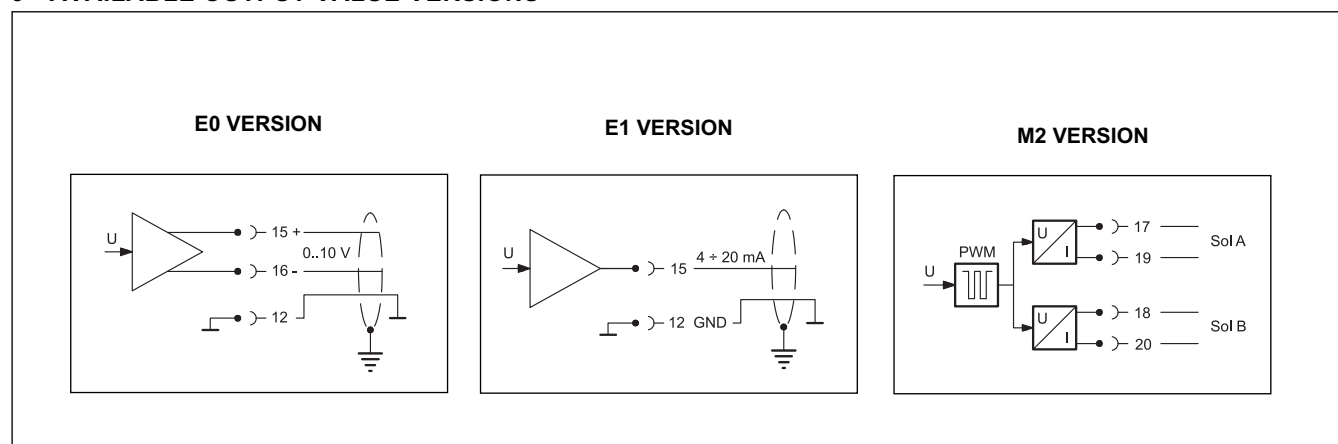 AVAILABLE OUTPUT VALUE VERSIONS
E0 VERSION
U
15 +
0..10 V
16 -
12
E1 VERSION
U
15
4 ÷ 20 mA
12 GND
M2 VERSION
U
PWM
U
I
17
19
Sol A
U
I
18
20
Sol B